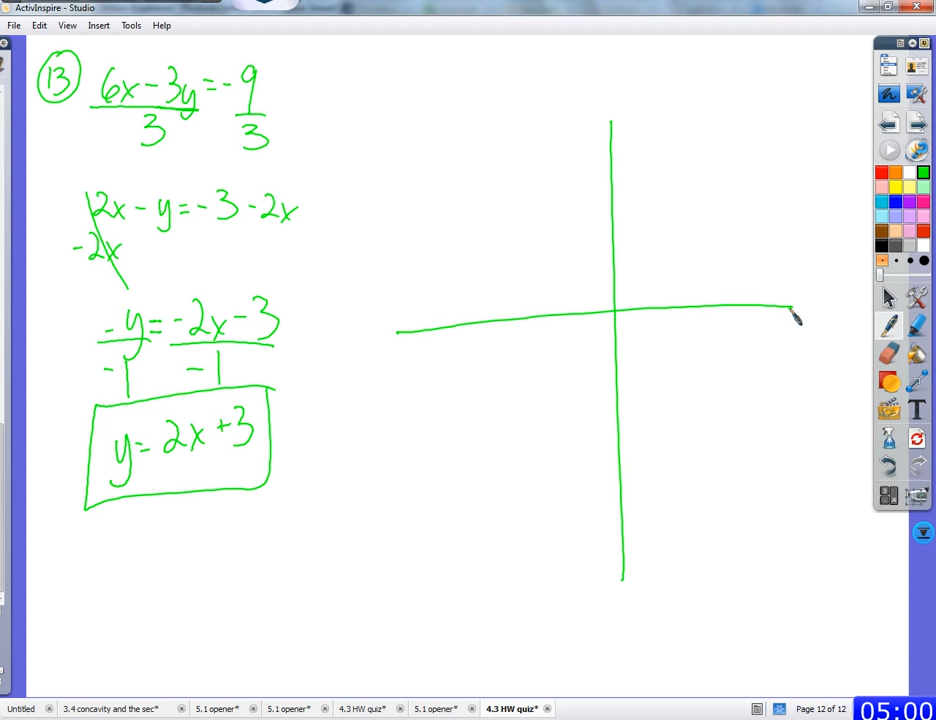 ActivInspire - Studio
File Edit View Insert Tools Help
13 6x - 3y = - 9
3 3
2x - y = - 3 - 2x
- 2x
- y = - 2x - 3
- 1 - 1
y = 2x + 3
T
Untitled 3.4 concavity and the sec* 5.1 opener* 5.1 opener* 4.3 HW quiz* 5.1 opener* 4.3 HW quiz* Page 12 of 12
05:00